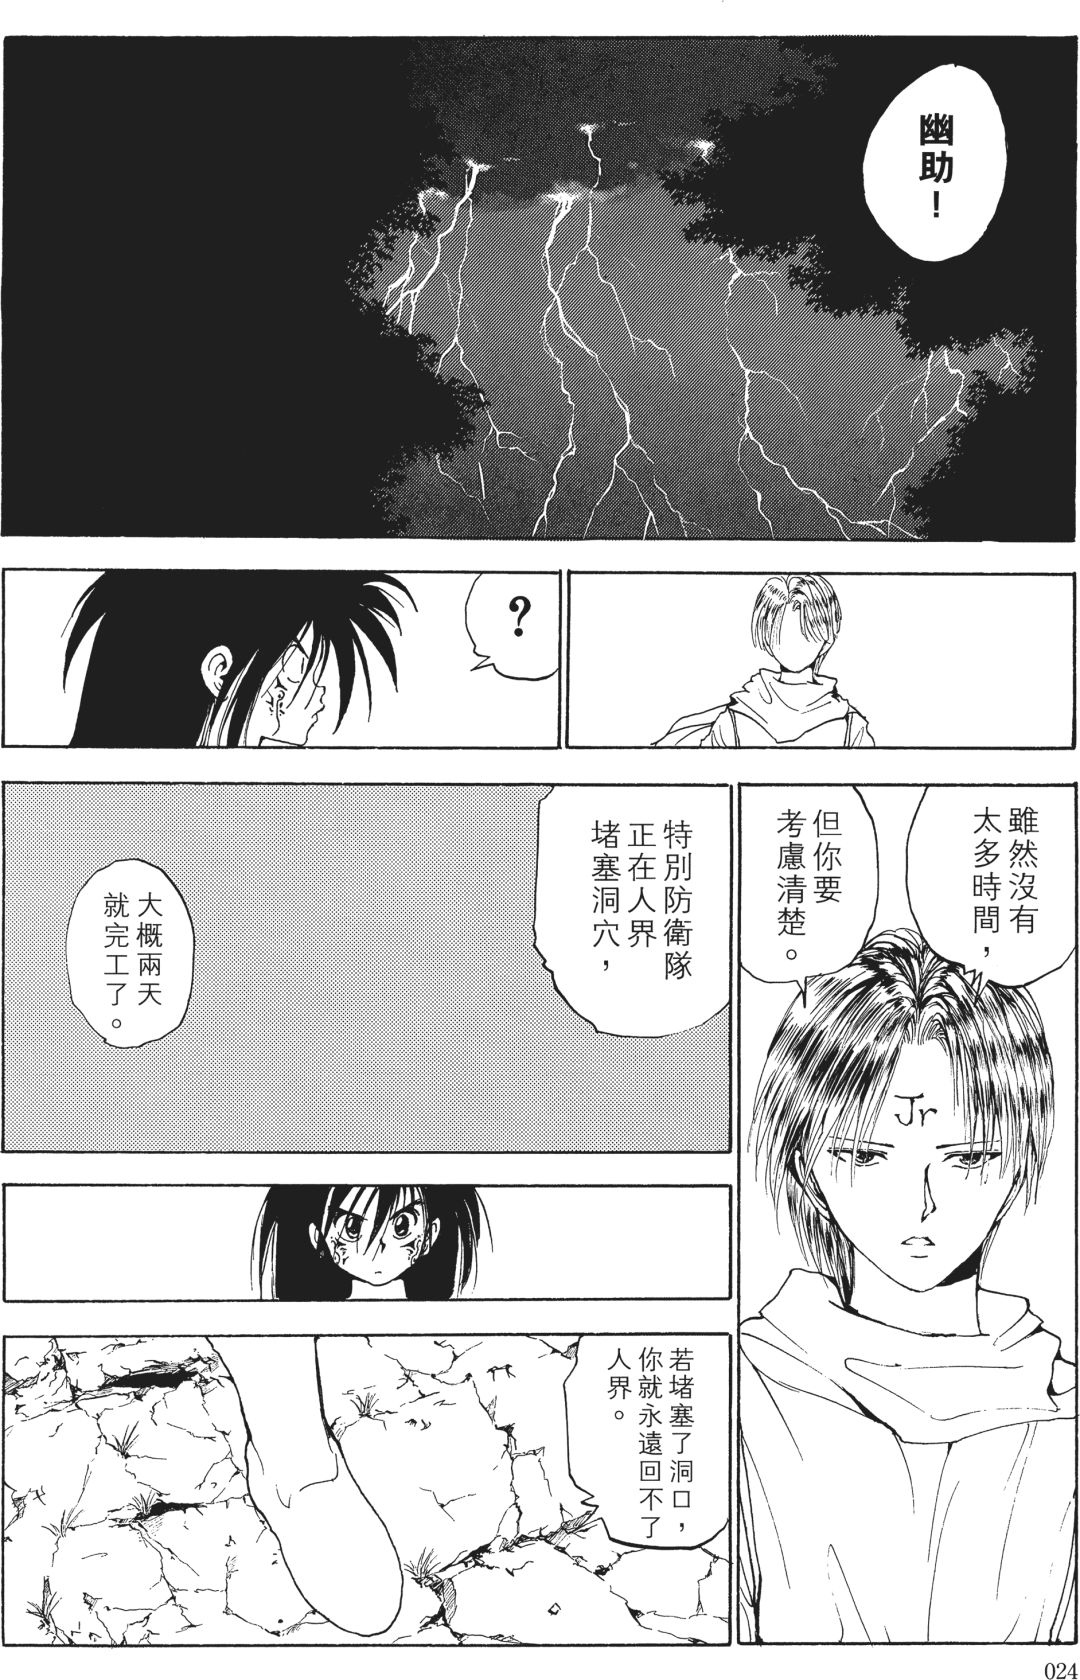 幽助！
？
雖然沒有
太多時間，
但你要
考慮清楚。
Jr
特別防衛隊
正在人界
堵塞洞穴，
大概兩天
就完工了。
若堵塞了洞口，
你就永遠回不了
人界。
024